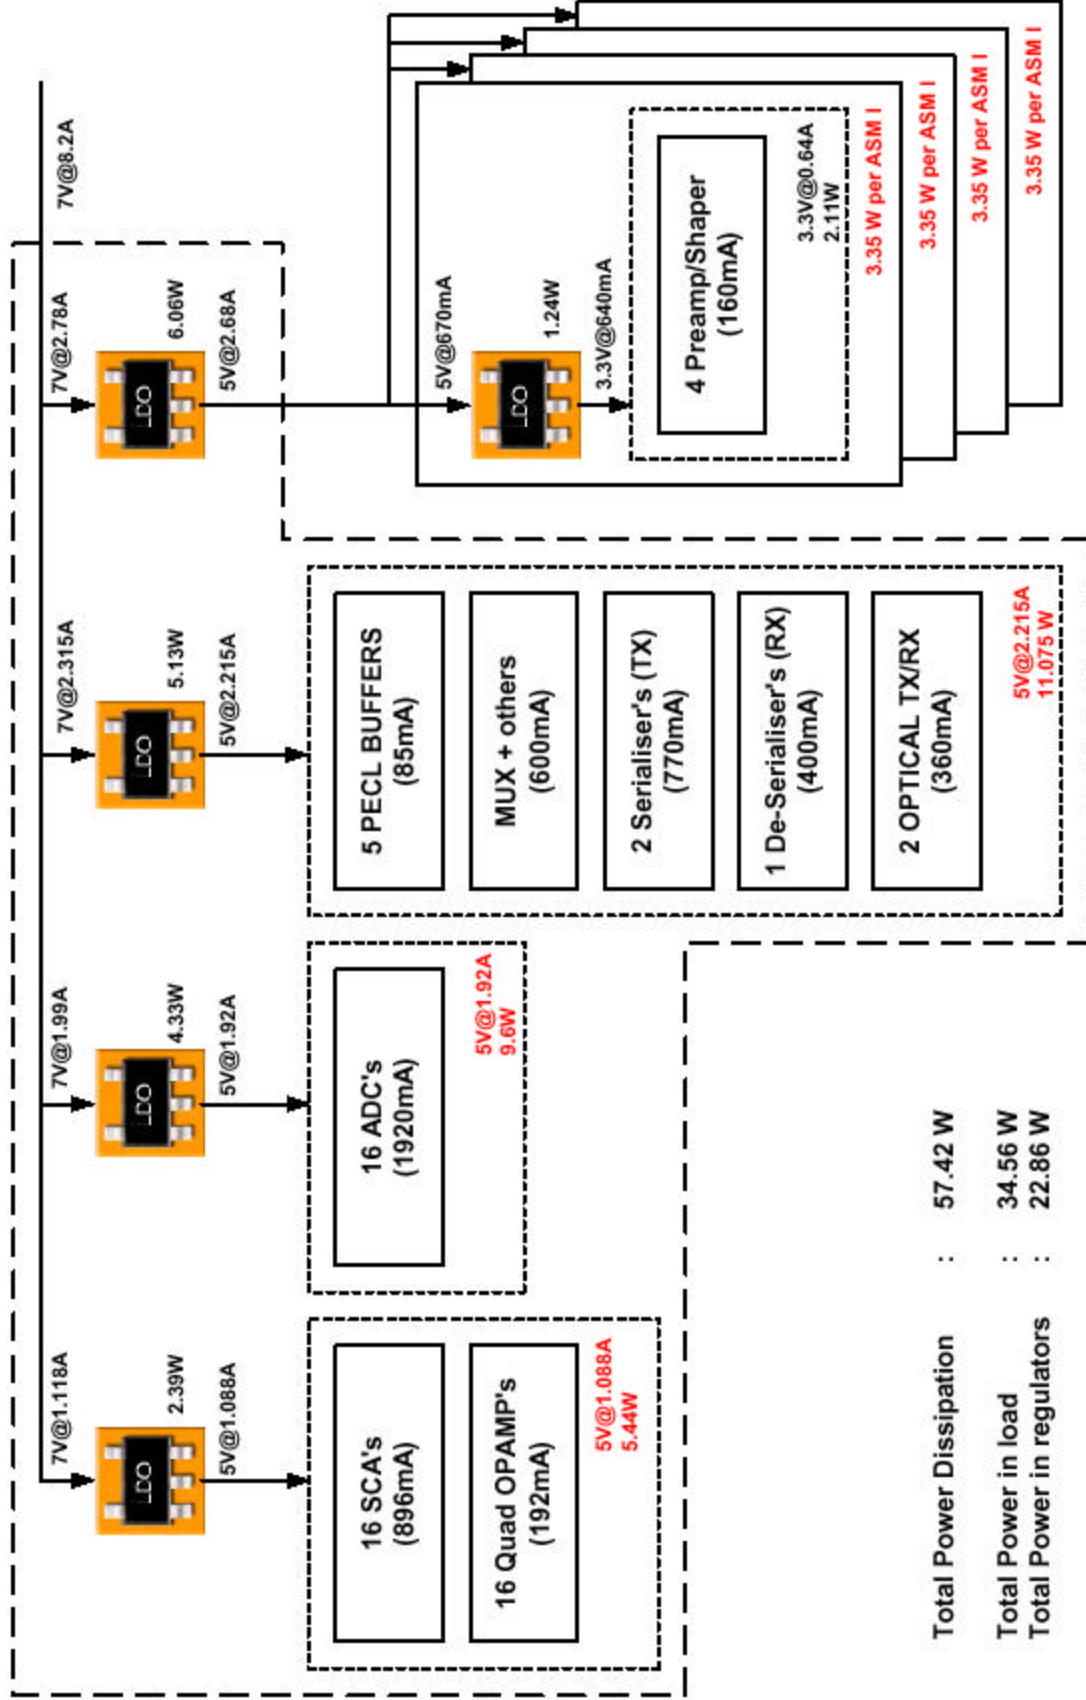 7V@8.2A
7V@1.118A
7V@1.99A
7V@2.315A
7V@2.78A
LDO
LDO
LDO
LDO
2.39W
4.33W
5.13W
6.06W
5V@1.088A
5V@1.92A
5V@2.215A
5V@2.68A
16 SCA's
(896mA)
16 Quad OPAMP's
(192mA)
5V@1.088A
5.44W
16 ADC's
(1920mA)
5V@1.92A
9.6W
5 PECL BUFFERS
(85mA)
MUX + others
(600mA)
2 Serialiser's (TX)
(770mA)
1 De-Serialiser's (RX)
(400mA)
2 OPTICAL TX/RX
(360mA)
5V@2.215A
11.075 W
5V@670mA
LDO
1.24W
3.3V@640mA
4 Preamp/Shaper
(160mA)
3.3V@0.64A
2.11W
3.35 W per ASM I
3.35 W per ASM I
3.35 W per ASM I
3.35 W per ASM I
Total Power Dissipation : 57.42 W
Total Power in load : 34.56 W
Total Power in regulators : 22.86 W